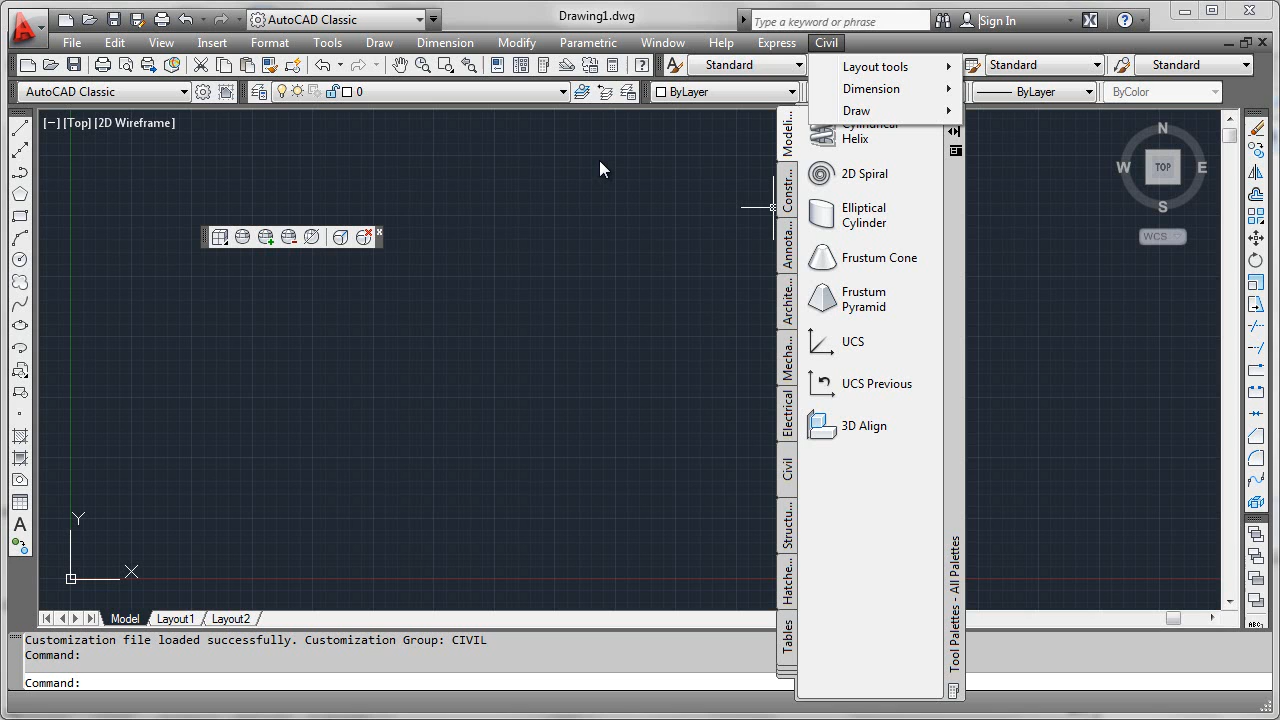 AutoCAD Classic
Drawing1.dwg
Type a keyword or phrase
Sign In
File
Edit
View
Insert
Format
Tools
Draw
Dimension
Modify
Parametric
Window
Help
Express
Civil
Standard
Standard
Standard
AutoCAD Classic
0
ByLayer
ByLayer
ByColor
Layout tools
Dimension
Draw
[−] [Top] [2D Wireframe]
Cylindrical
Helix
2D Spiral
Elliptical
Cylinder
Frustum Cone
Frustum
Pyramid
UCS
UCS Previous
3D Align
Modeli...
Constr...
Annota...
Archite...
Mecha...
Electrical
Civil
Structu...
Hatche...
Tables
Tool Palettes - All Palettes
N
W
TOP
E
S
WCS
Y
X
A
ABC
Model
Layout1
Layout2
Customization file loaded successfully. Customization Group: CIVIL
Command:
Command: